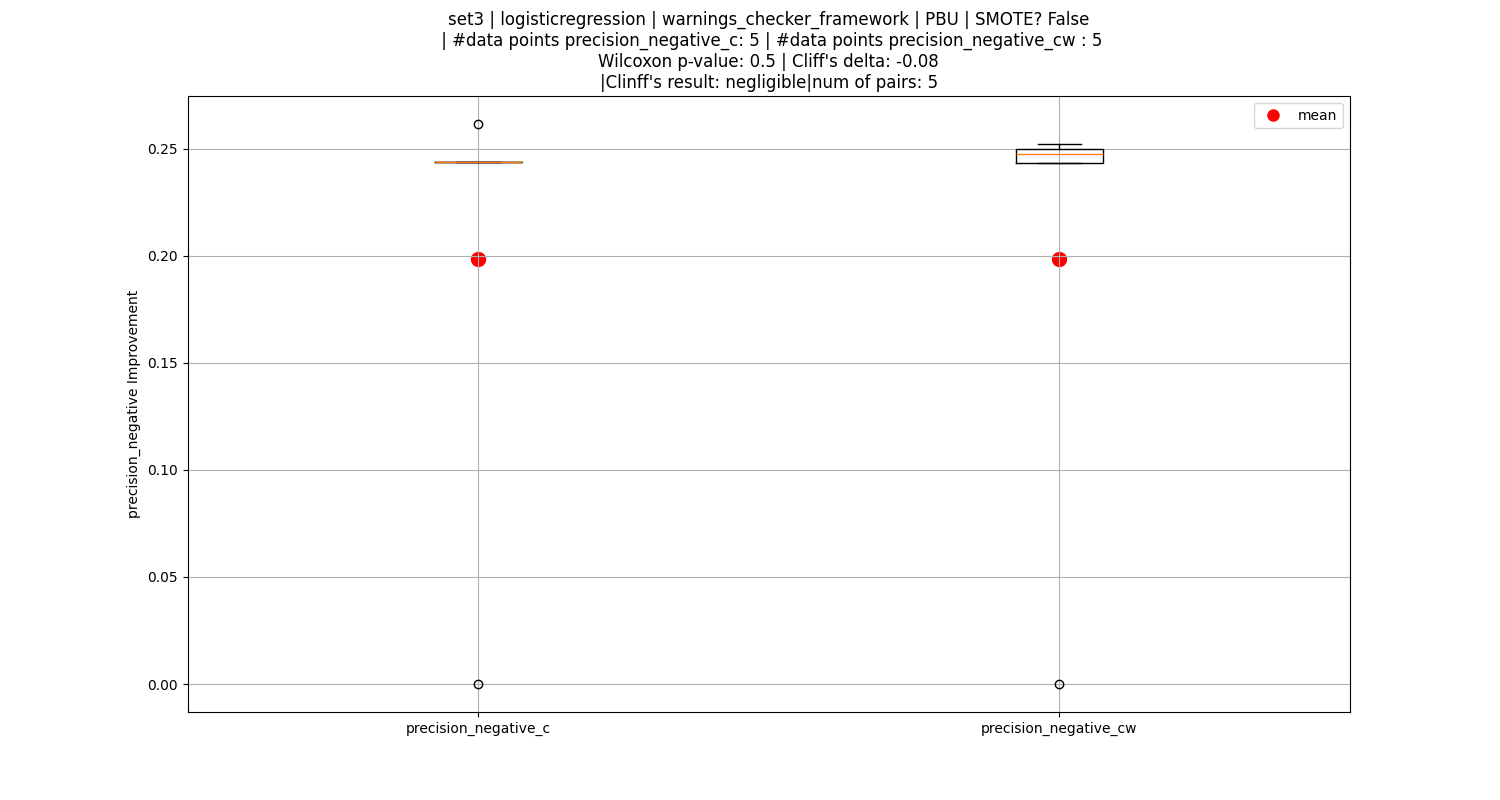 set3 | logisticregression | warnings_checker_framework | PBU | SMOTE? False
| #data points precision_negative_c: 5 | #data points precision_negative_cw : 5
Wilcoxon p-value: 0.5 | Cliff's delta: -0.08
|Clinff's result: negligible|num of pairs: 5
mean
0.25
0.20
0.15
0.10
0.05
0.00
precision_negative Improvement
precision_negative_c
precision_negative_cw